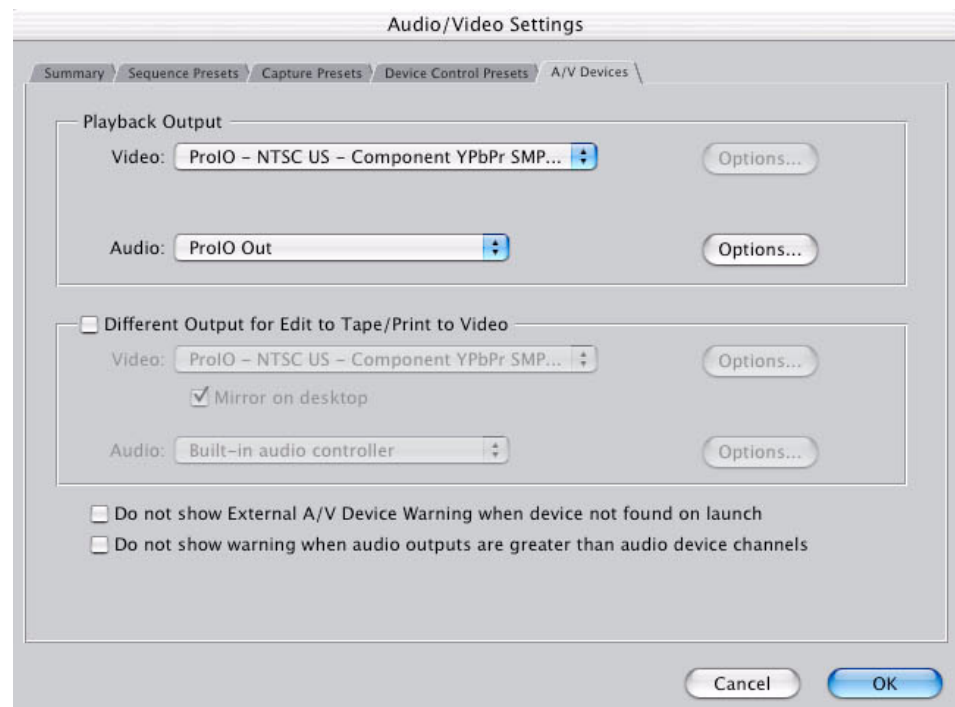 Audio/Video Settings
Summary Sequence Presets Capture Presets Device Control Presets A/V Devices
Playback Output
Video: ProIO – NTSC US – Component YPbPr SMP... Options...
Audio: ProIO Out Options...
Different Output for Edit to Tape/Print to Video
Video: ProIO – NTSC US – Component YPbPr SMP... Options...
Mirror on desktop
Audio: Built-in audio controller Options...
Do not show External A/V Device Warning when device not found on launch
Do not show warning when audio outputs are greater than audio device channels
Cancel OK